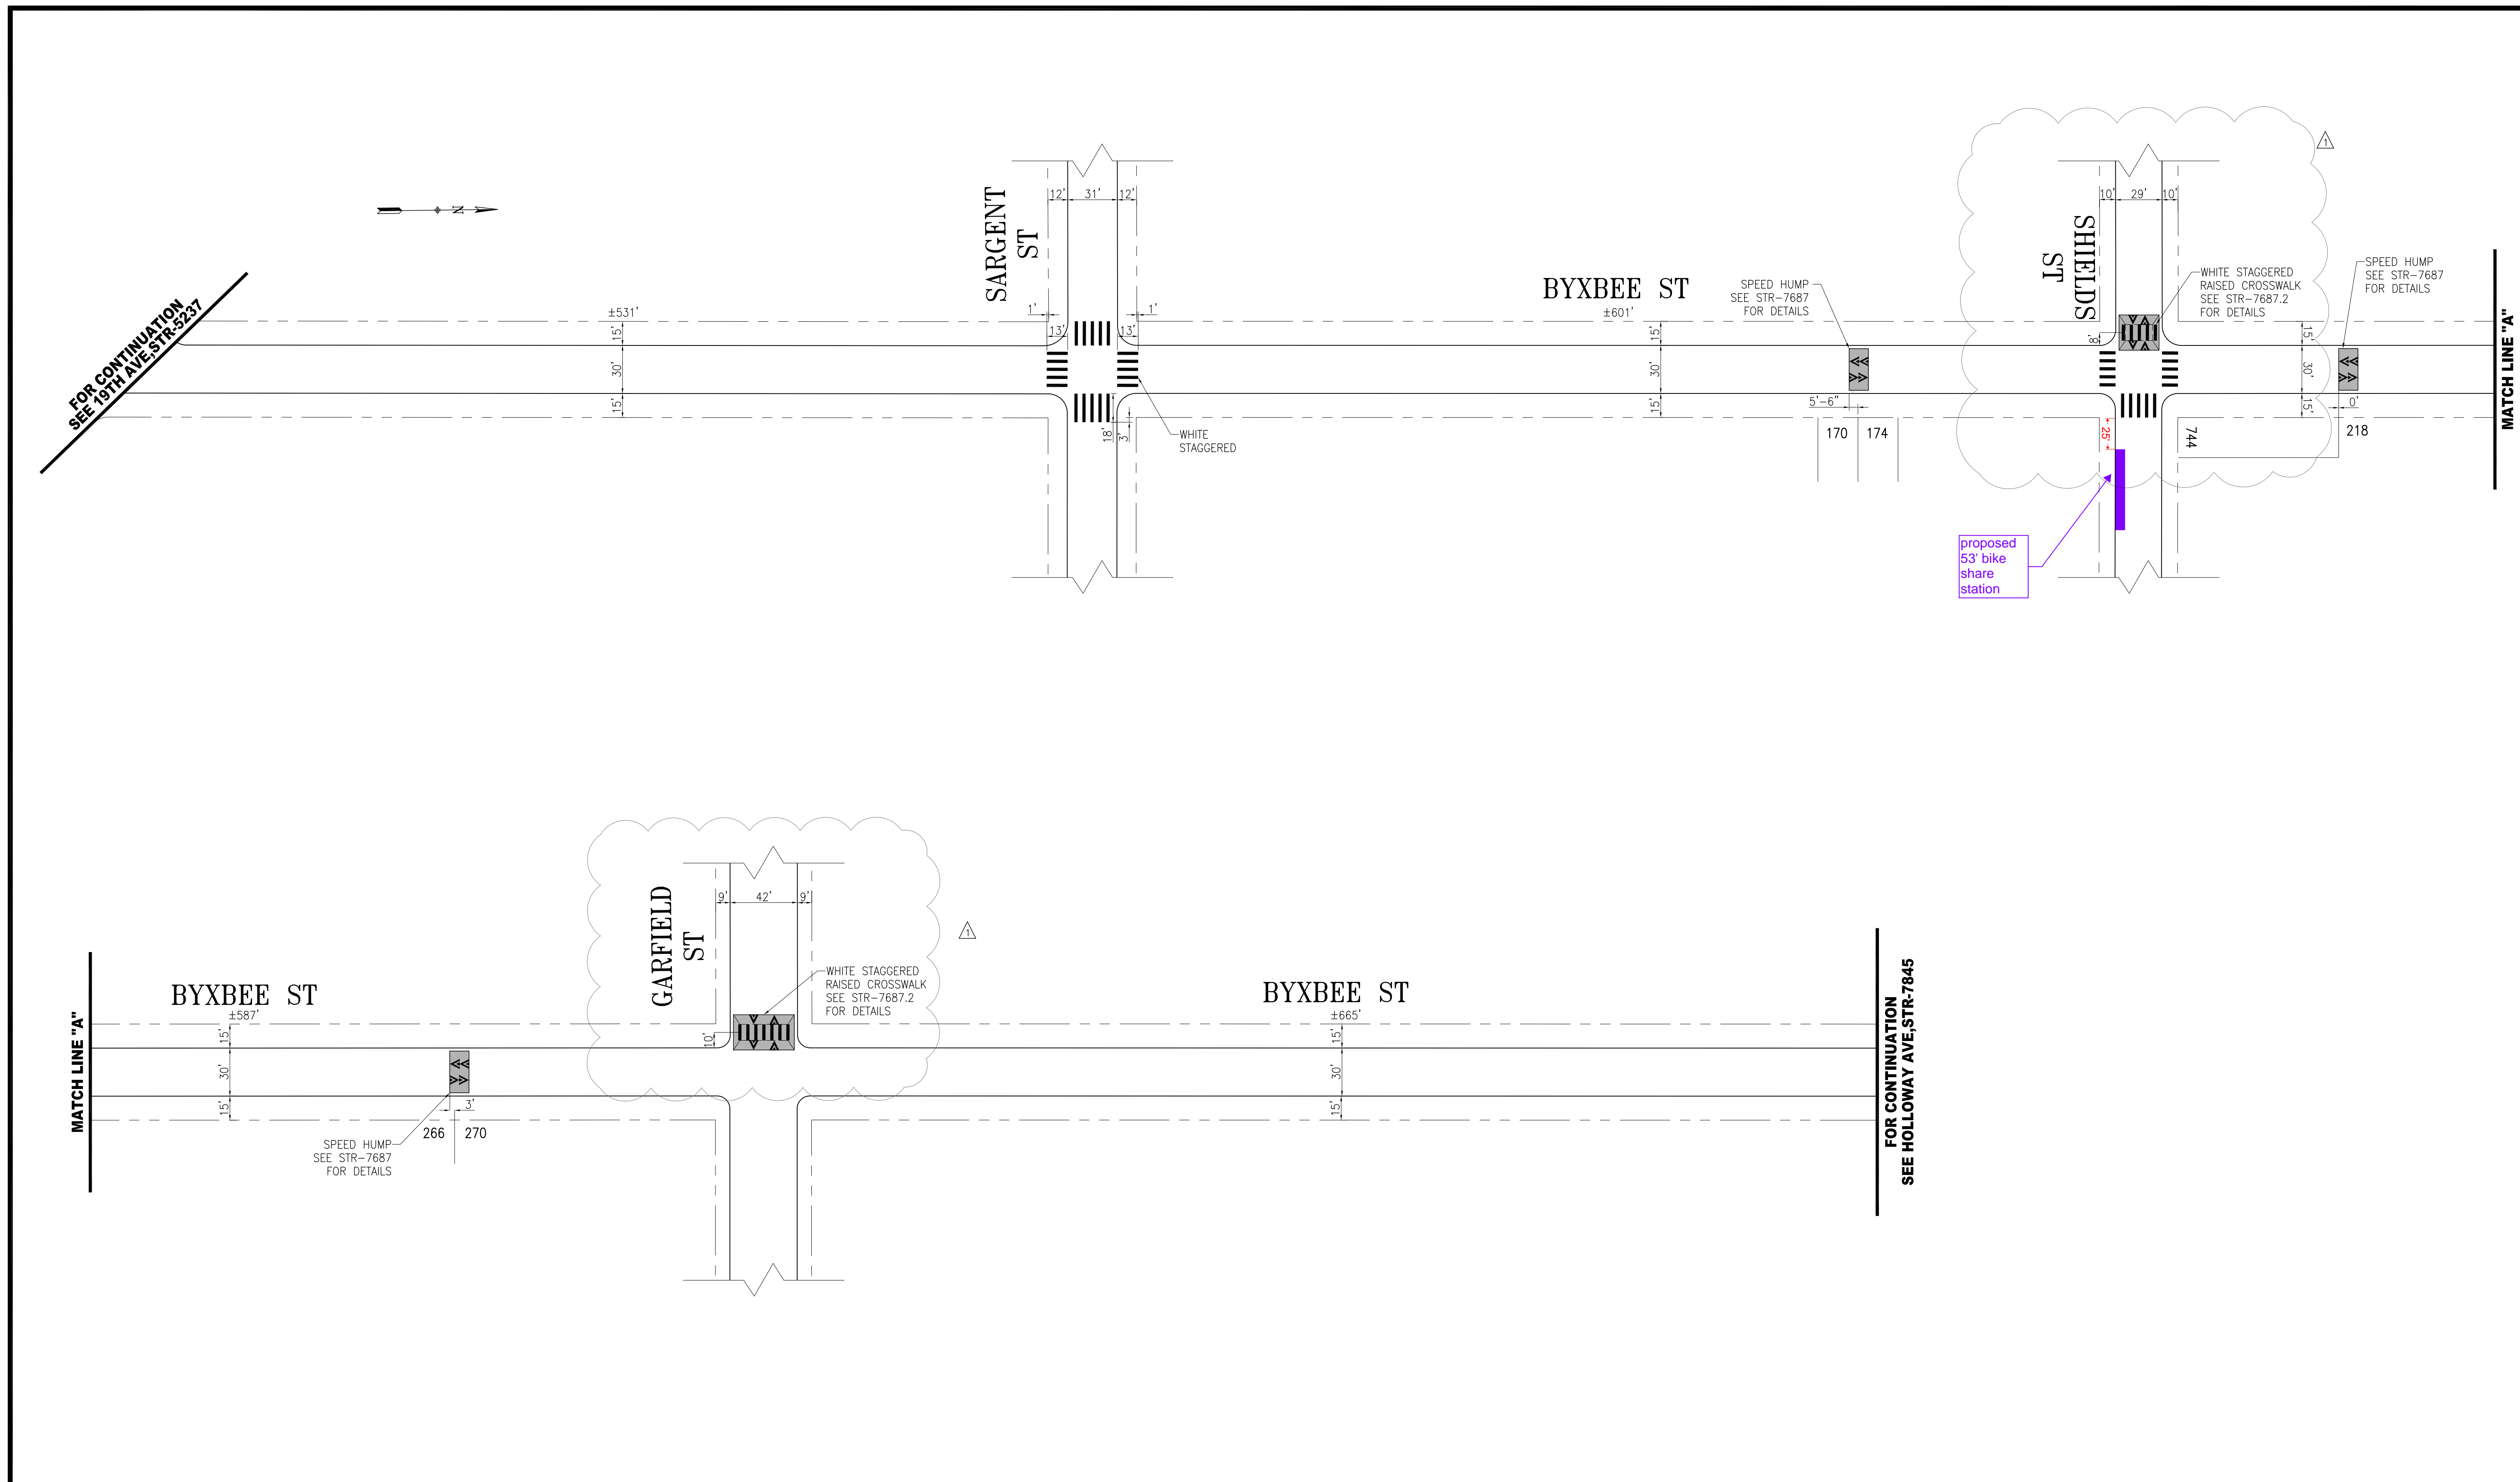 1
12'
31'
12'
10'
29'
10'
N
SARGENT
ST
SHIELDS
ST
SPEED HUMP
SEE STR-7687
FOR DETAILS
WHITE STAGGERED
RAISED CROSSWALK
SEE STR-7687.2
FOR DETAILS
BYXBEE ST
±601'
SPEED HUMP
SEE STR-7687
FOR DETAILS
FOR CONTINUATION
SEE 19TH AVE,STR-5237
±531'
1'
1'
15'
13'
13'
15'
8'
15'
30'
30'
30'
15'
15'
15'
MATCH LINE "A"
5'-6"
0'
18'
3'
WHITE
STAGGERED
170
174
25'
744
218
proposed
53' bike
share
station
GARFIELD
ST
9'
42'
9'
1
WHITE STAGGERED
RAISED CROSSWALK
SEE STR-7687.2
FOR DETAILS
BYXBEE ST
±587'
BYXBEE ST
±665'
MATCH LINE "A"
15'
10'
15'
30'
30'
15'
3'
15'
266
270
SPEED HUMP
SEE STR-7687
FOR DETAILS
FOR CONTINUATION
SEE HOLLOWAY AVE,STR-7845